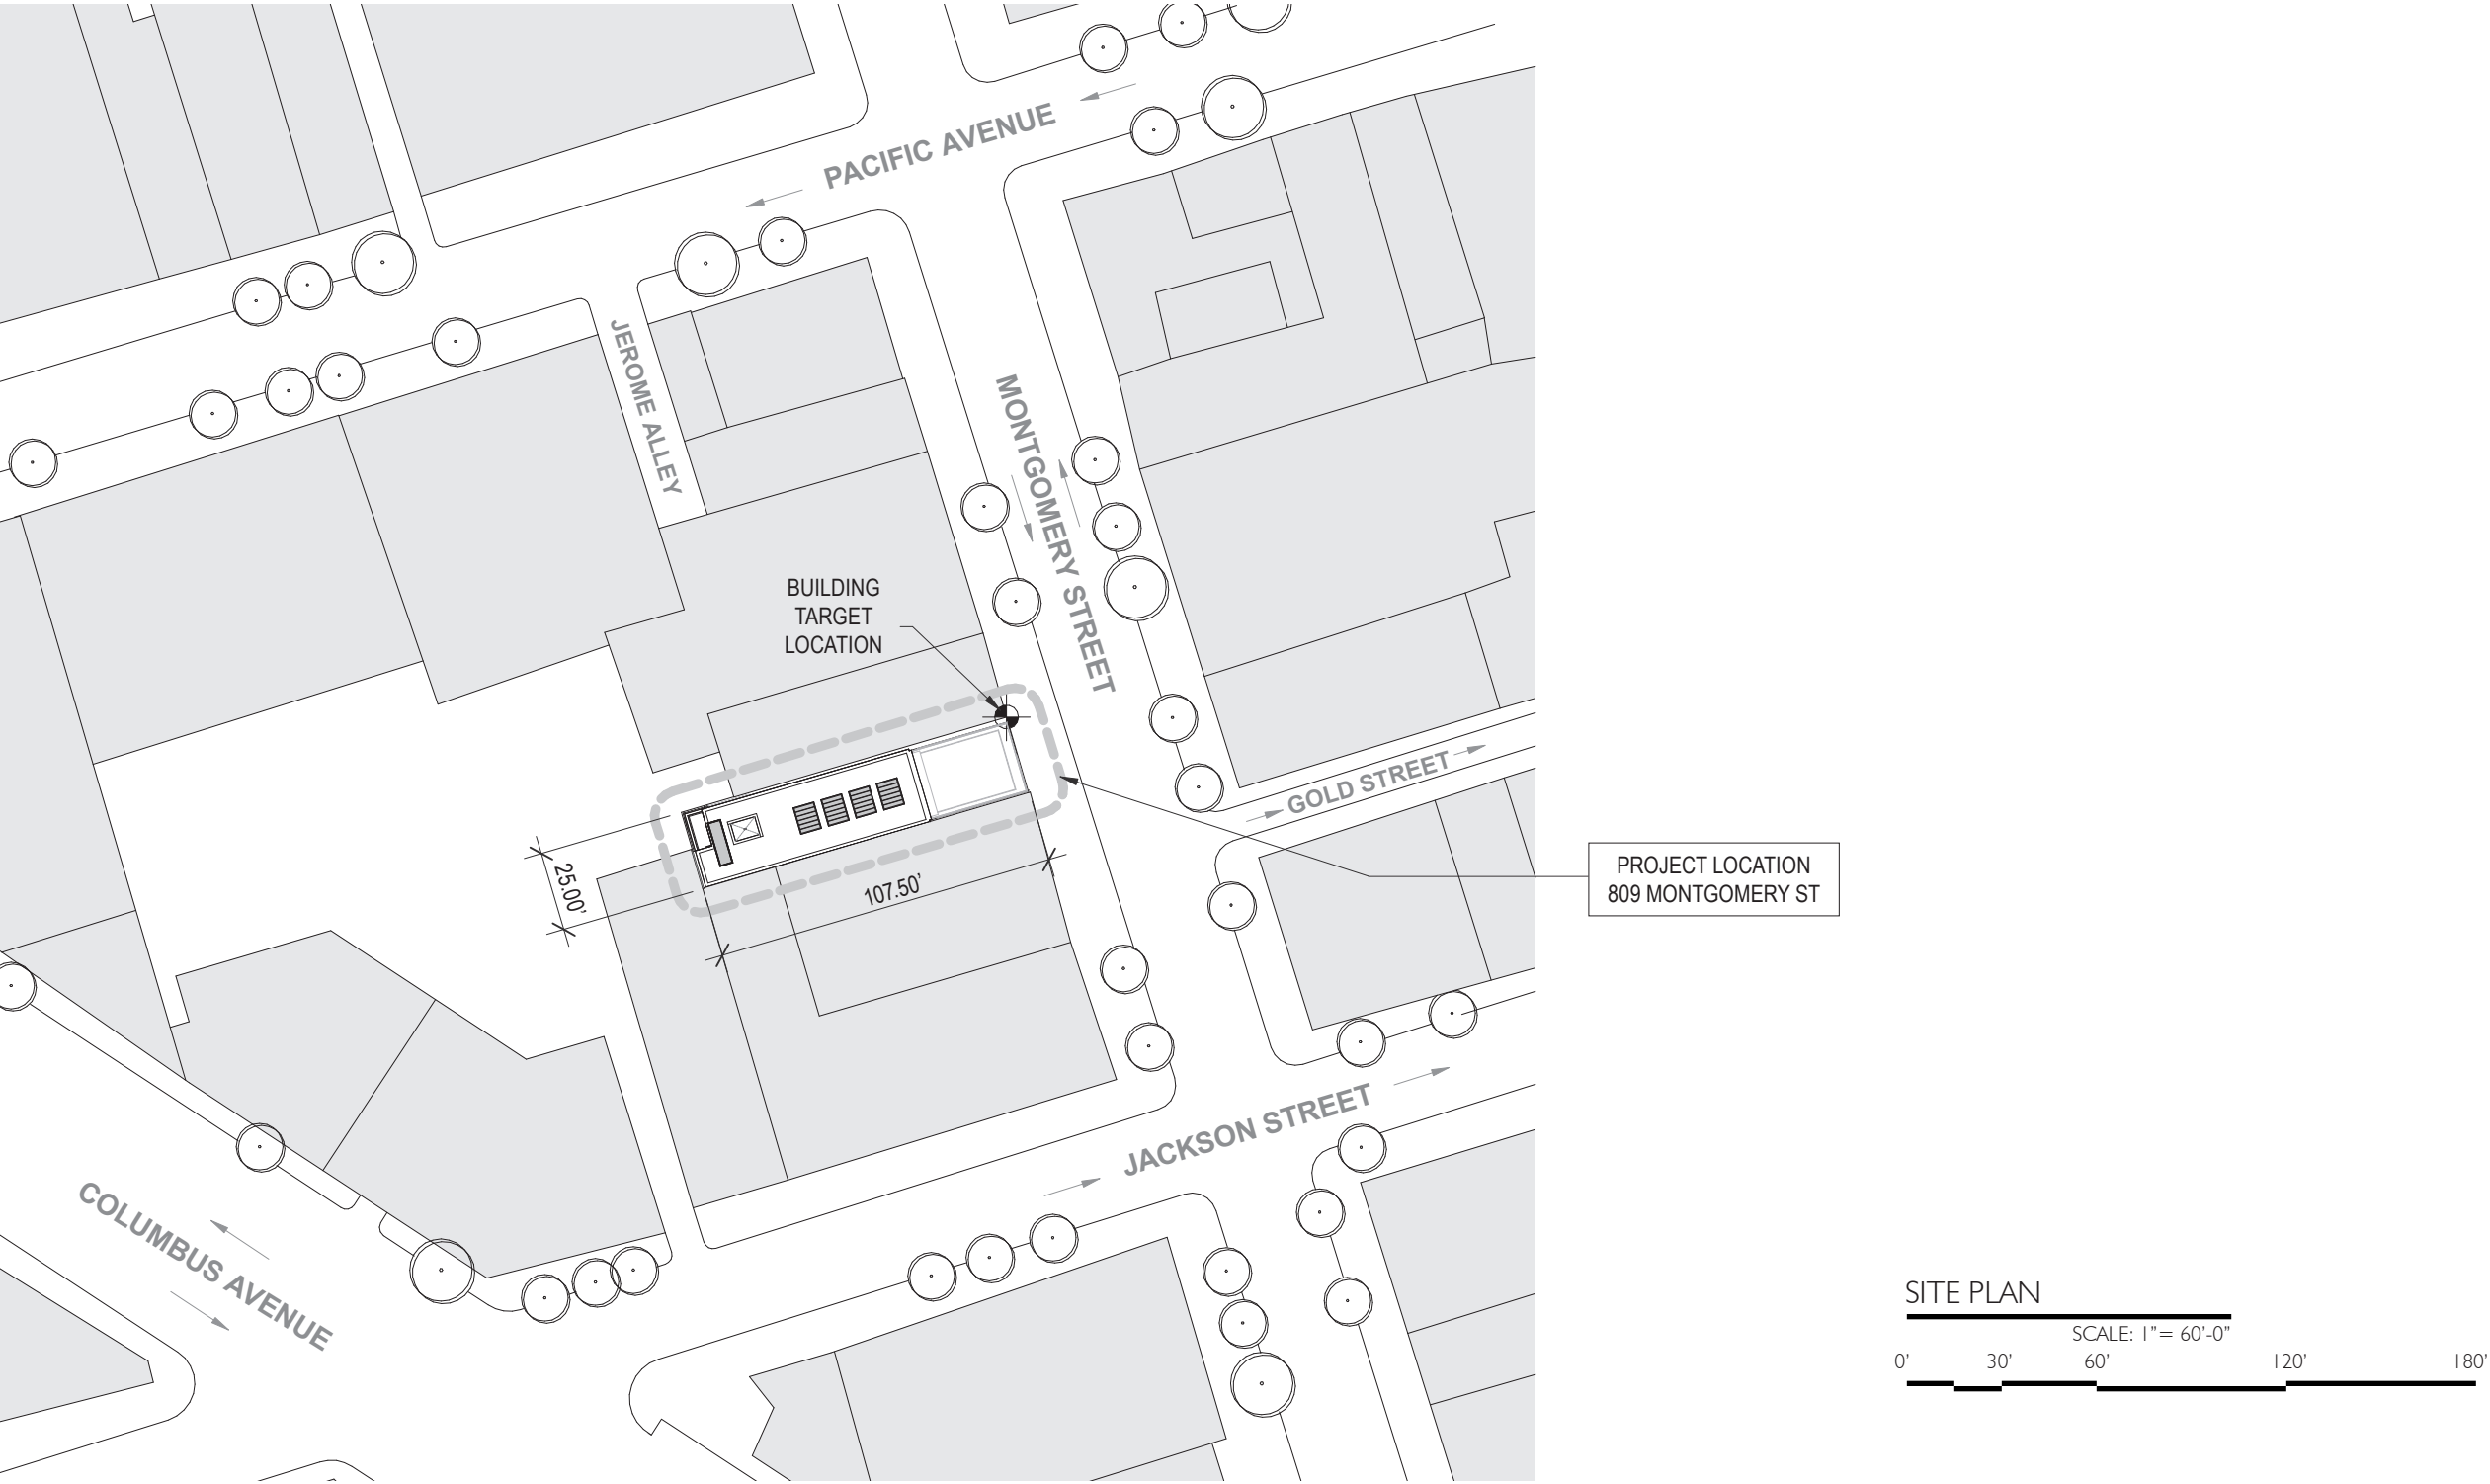 PACIFIC AVENUE
JEROME ALLEY
MONTGOMERY STREET
BUILDING
TARGET
LOCATION
GOLD STREET
25.00'
107.50'
PROJECT LOCATION
809 MONTGOMERY ST
JACKSON STREET
COLUMBUS AVENUE
SITE PLAN
SCALE: 1"= 60'-0"
0' 30' 60' 120' 180'